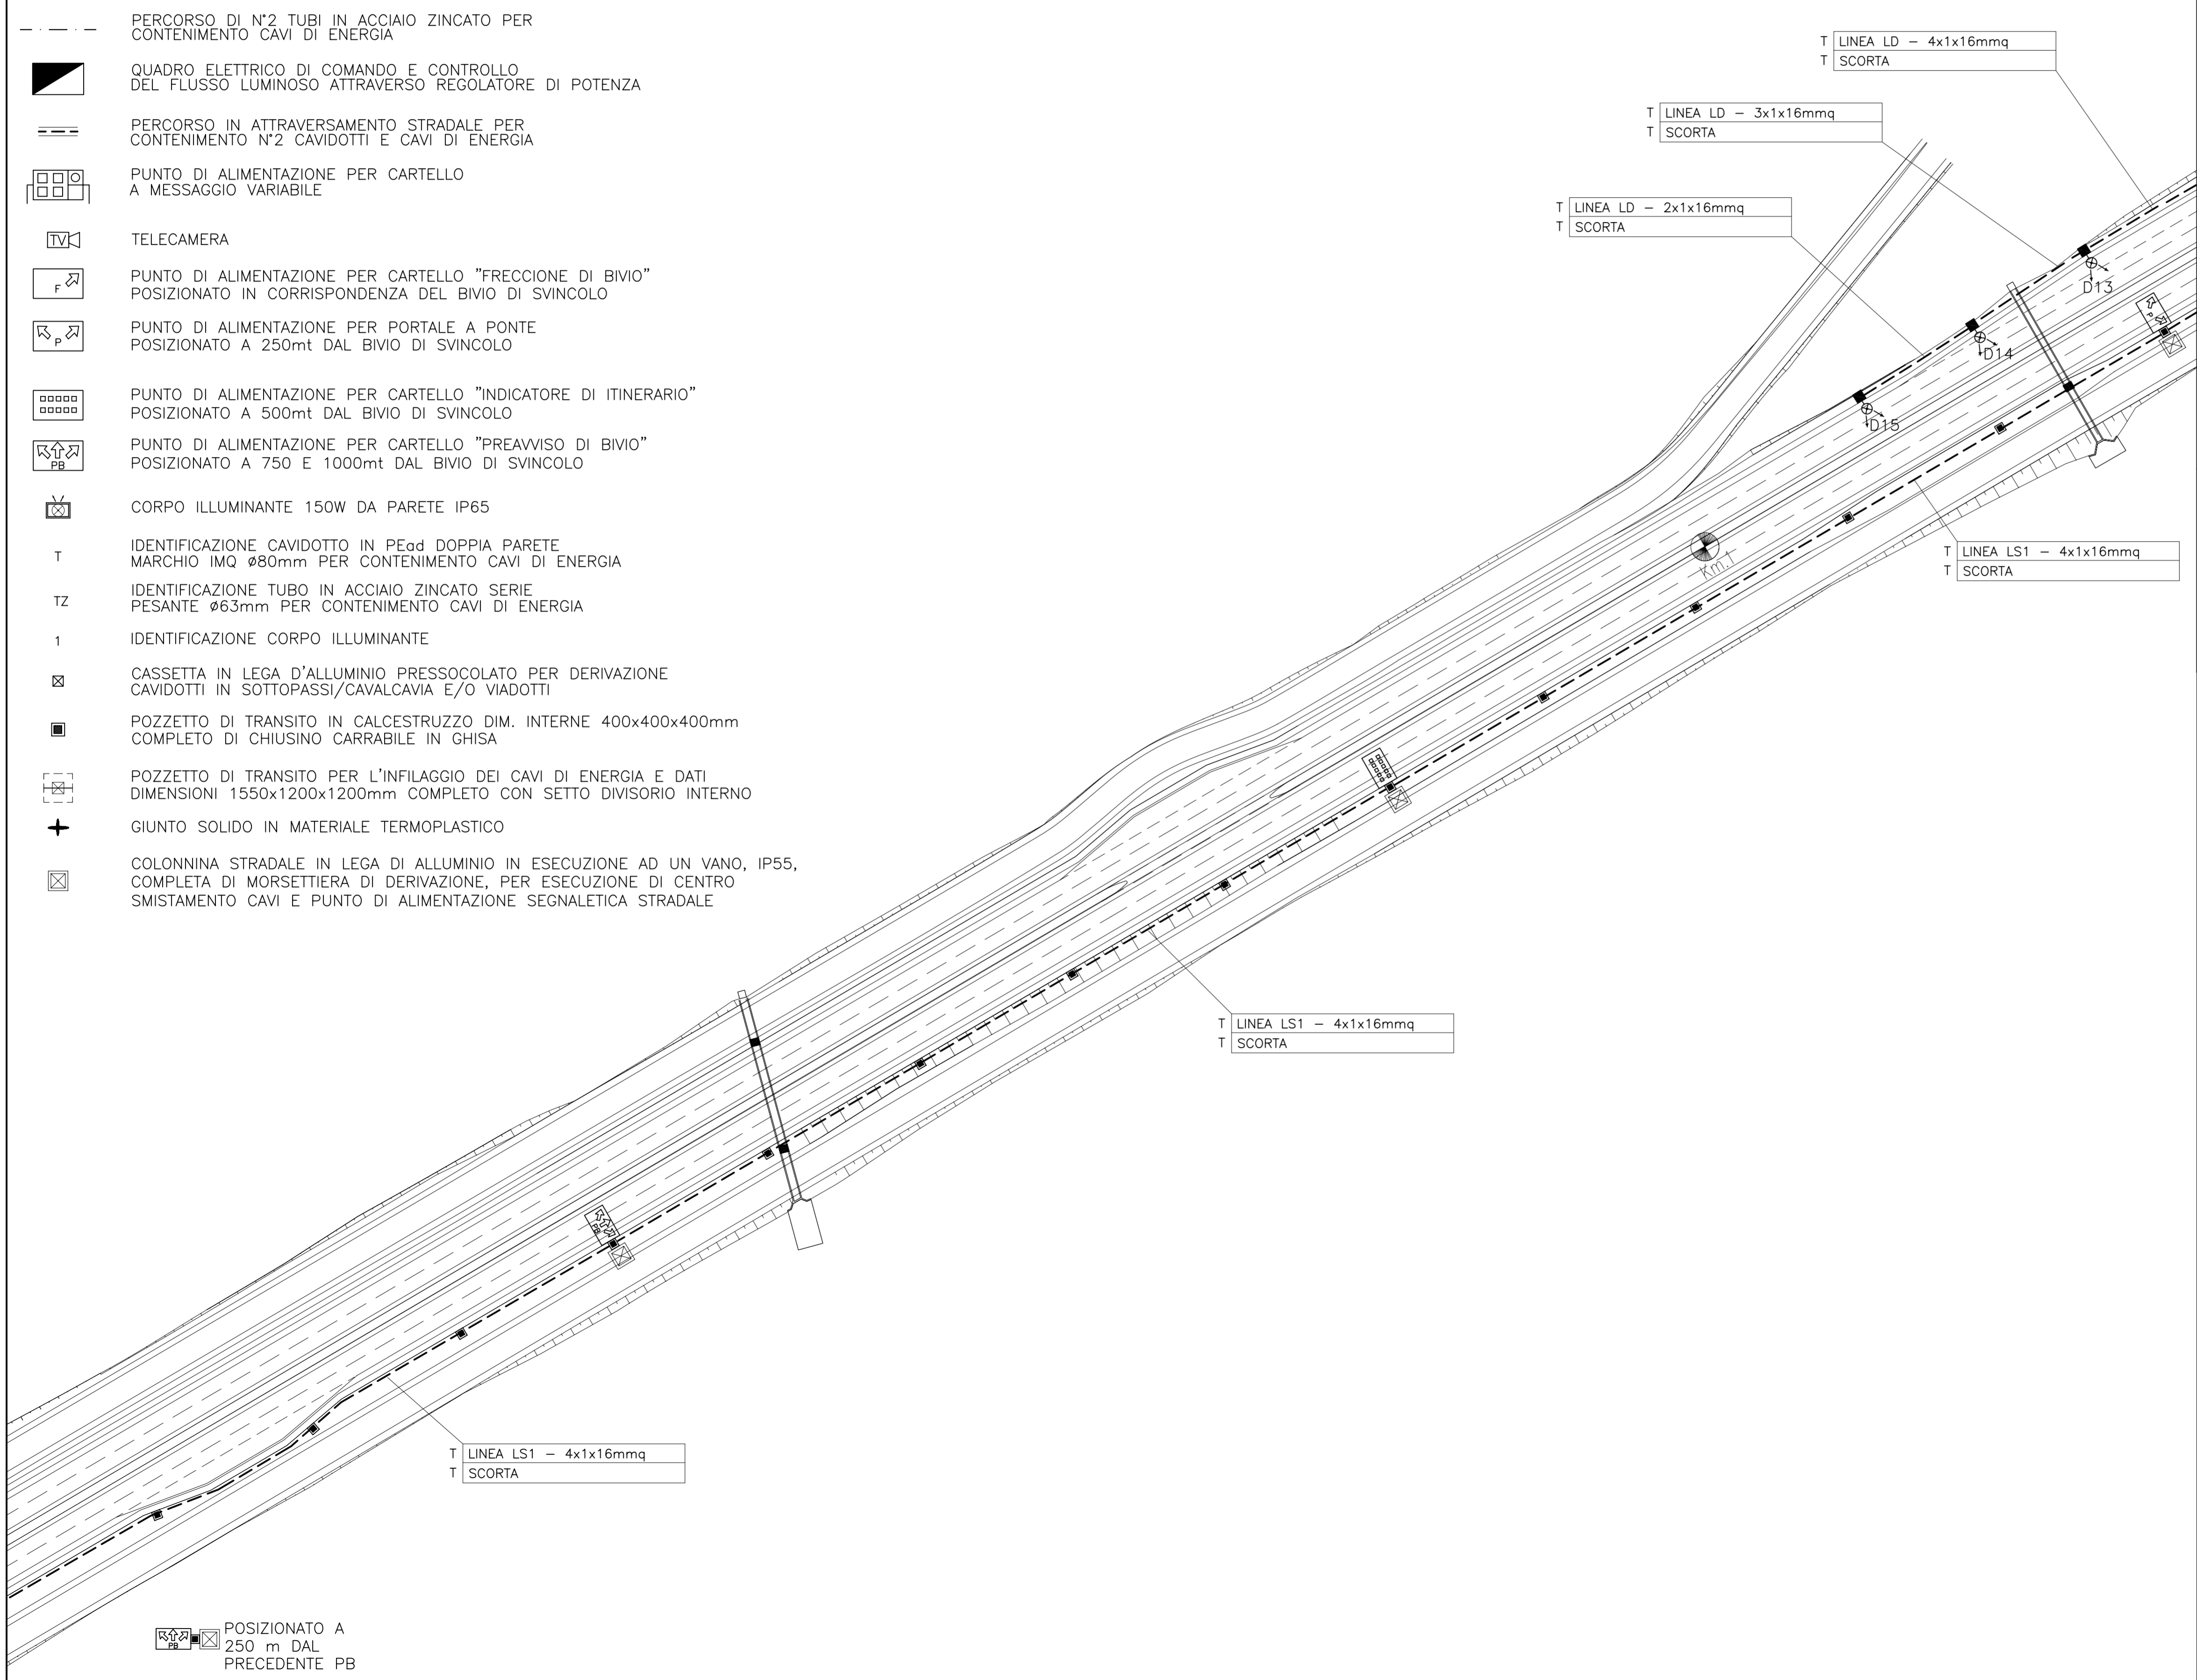 PERCORSO DI N°2 TUBI IN ACCIAIO ZINCATO PER
CONTENIMENTO CAVI DI ENERGIA
QUADRO ELETTRICO DI COMANDO E CONTROLLO
DEL FLUSSO LUMINOSO ATTRAVERSO REGOLATORE DI POTENZA
PERCORSO IN ATTRAVERSAMENTO STRADALE PER
CONTENIMENTO N°2 CAVIDOTTI E CAVI DI ENERGIA
PUNTO DI ALIMENTAZIONE PER CARTELLO
A MESSAGGIO VARIABILE
TV
TELECAMERA
F
PUNTO DI ALIMENTAZIONE PER CARTELLO "FRECCIONE DI BIVIO"
POSIZIONATO IN CORRISPONDENZA DEL BIVIO DI SVINCOLO
P
PUNTO DI ALIMENTAZIONE PER PORTALE A PONTE
POSIZIONATO A 250mt DAL BIVIO DI SVINCOLO
PUNTO DI ALIMENTAZIONE PER CARTELLO "INDICATORE DI ITINERARIO"
POSIZIONATO A 500mt DAL BIVIO DI SVINCOLO
PB
PUNTO DI ALIMENTAZIONE PER CARTELLO "PREAVVISO DI BIVIO"
POSIZIONATO A 750 E 1000mt DAL BIVIO DI SVINCOLO
CORPO ILLUMINANTE 150W DA PARETE IP65
T
IDENTIFICAZIONE CAVIDOTTO IN PEad DOPPIA PARETE
MARCHIO IMQ ø80mm PER CONTENIMENTO CAVI DI ENERGIA
TZ
IDENTIFICAZIONE TUBO IN ACCIAIO ZINCATO SERIE
PESANTE ø63mm PER CONTENIMENTO CAVI DI ENERGIA
1
IDENTIFICAZIONE CORPO ILLUMINANTE
CASSETTA IN LEGA D'ALLUMINIO PRESSOCOLATO PER DERIVAZIONE
CAVIDOTTI IN SOTTOPASSI/CAVALCAVIA E/O VIADOTTI
POZZETTO DI TRANSITO IN CALCESTRUZZO DIM. INTERNE 400x400x400mm
COMPLETO DI CHIUSINO CARRABILE IN GHISA
POZZETTO DI TRANSITO PER L'INFILAGGIO DEI CAVI DI ENERGIA E DATI
DIMENSIONI 1550x1200x1200mm COMPLETO CON SETTO DIVISORIO INTERNO
GIUNTO SOLIDO IN MATERIALE TERMOPLASTICO
COLONNINA STRADALE IN LEGA DI ALLUMINIO IN ESECUZIONE AD UN VANO, IP55,
COMPLETA DI MORSETTIERA DI DERIVAZIONE, PER ESECUZIONE DI CENTRO
SMISTAMENTO CAVI E PUNTO DI ALIMENTAZIONE SEGNALETICA STRADALE
T LINEA LD - 4x1x16mmq
T SCORTA
T LINEA LD - 3x1x16mmq
T SCORTA
T LINEA LD - 2x1x16mmq
T SCORTA
D13
P
D14
D15
Km.1
T LINEA LS1 - 4x1x16mmq
T SCORTA
T LINEA LS1 - 4x1x16mmq
T SCORTA
PB
T LINEA LS1 - 4x1x16mmq
T SCORTA
PB
POSIZIONATO A
250 m DAL
PRECEDENTE PB